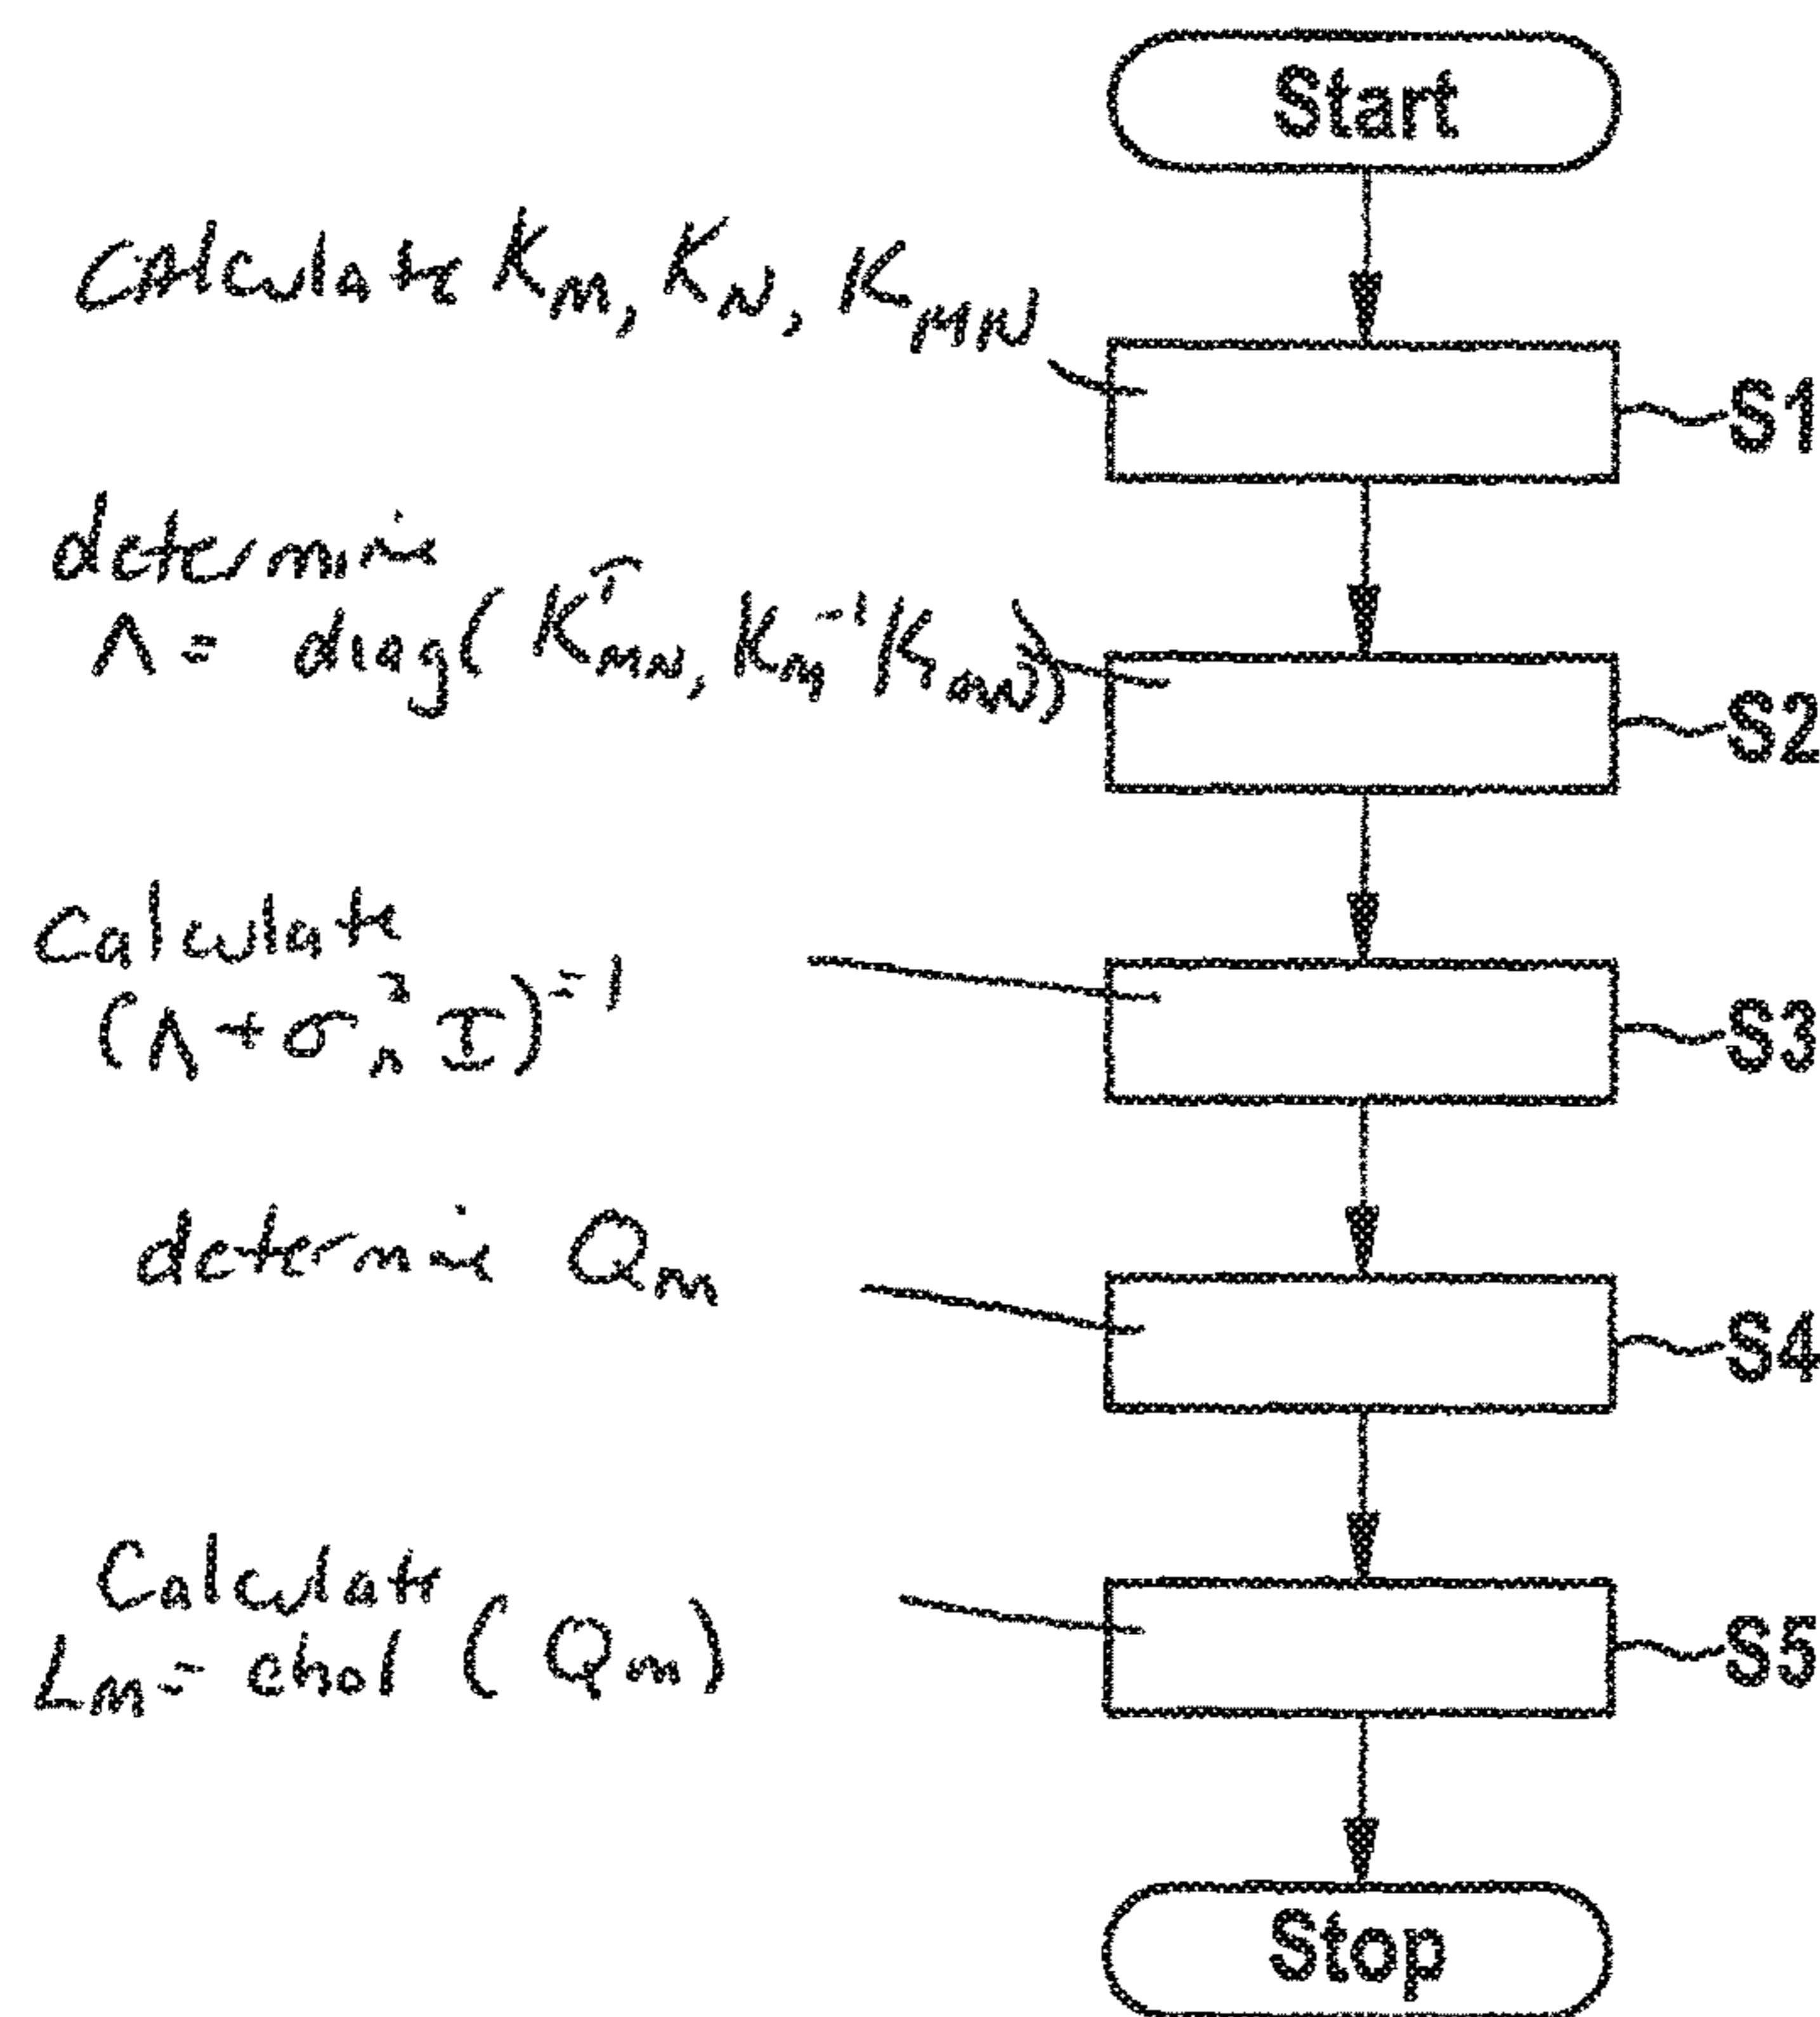 Start
Calculate K_M, K_N, K_MN
S1
determine
Λ = diag( K_MN^T, K_M^-1 K_MN)
S2
Calculate
(Λ + σ_n^2 I)^-1
S3
determine Q_m
S4
Calculate
L_m = chol (Q_m)
S5
Stop